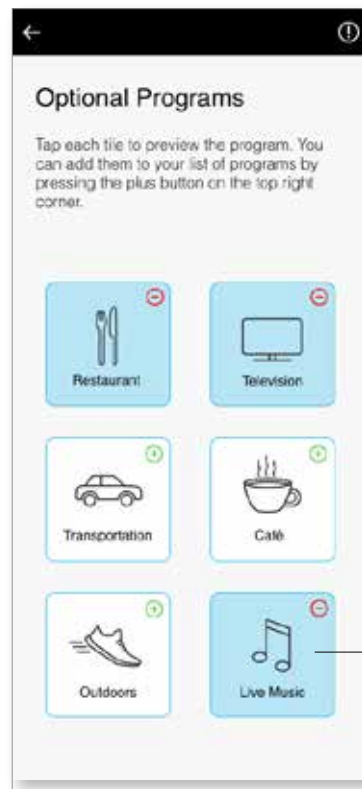 Optional Programs
Tap each tile to preview the program. You
can add them to your list of programs by
pressing the plus button on the top right
corner.
Restaurant
Television
Transportation
Café
Outdoors
Live Music